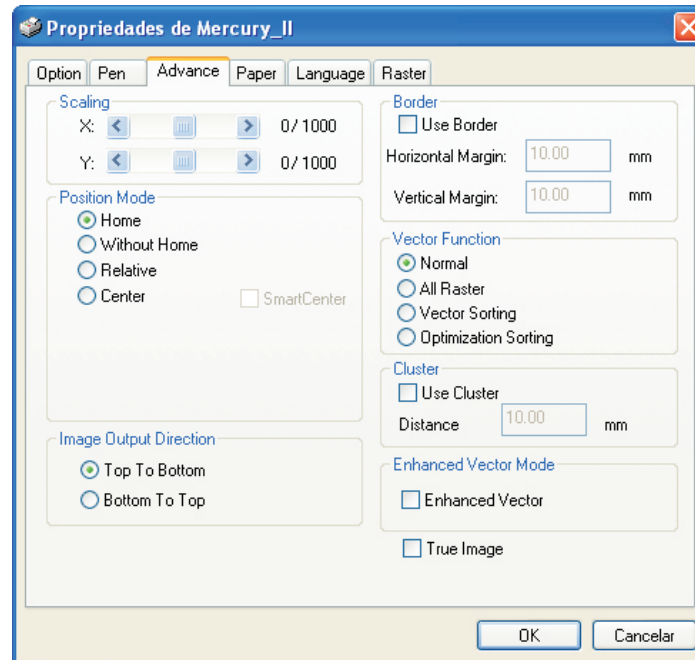 Propriedades de Mercury_II
Option Pen Advance Paper Language Raster
Scaling
X: 0/1000
Y: 0/1000
Position Mode
Home
Without Home
Relative
Center SmartCenter
Image Output Direction
Top To Bottom
Bottom To Top
Border
Use Border
Horizontal Margin: 10.00 mm
Vertical Margin: 10.00 mm
Vector Function
Normal
All Raster
Vector Sorting
Optimization Sorting
Cluster
Use Cluster
Distance 10.00 mm
Enhanced Vector Mode
Enhanced Vector
True Image
OK Cancelar